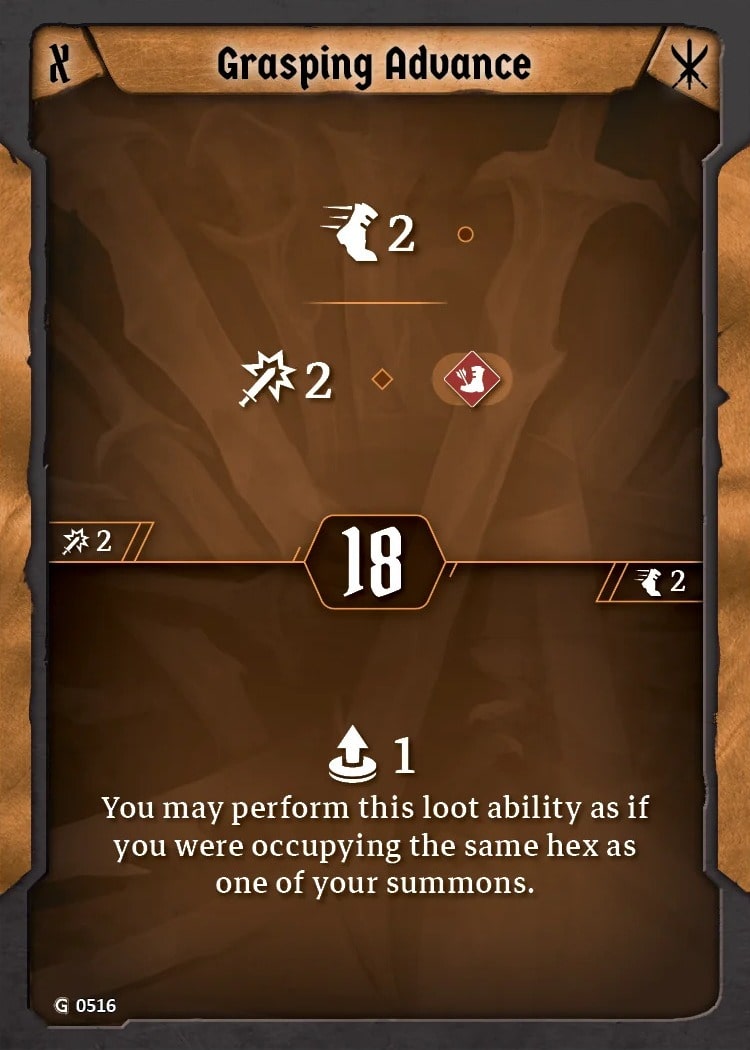 א
Grasping Advance
2
2
2
18
2
1
You may perform this loot ability as if
you were occupying the same hex as
one of your summons.
G 0516